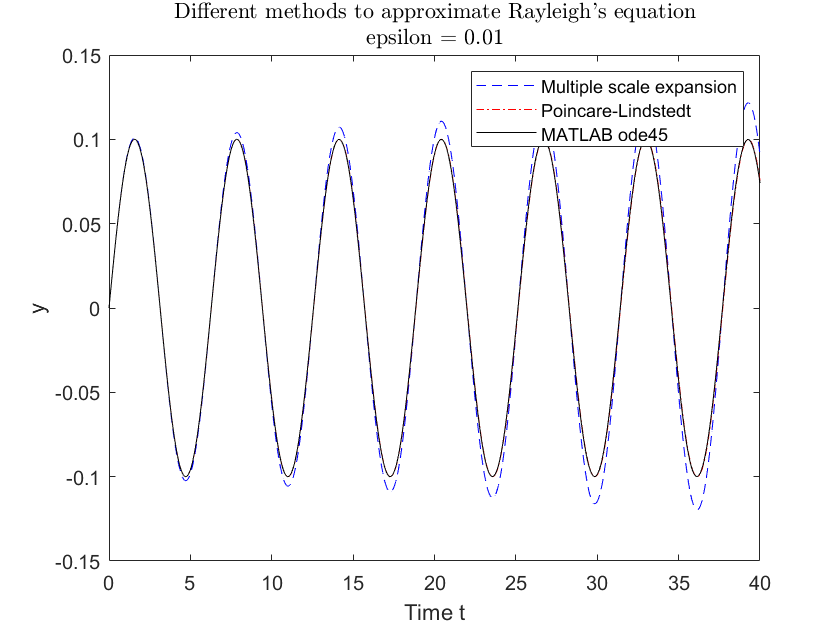 Different methods to approximate Rayleigh's equation
epsilon = 0.01
0.15
0.1
0.05
0
-0.05
-0.1
-0.15
y
Multiple scale expansion
Poincare-Lindstedt
MATLAB ode45
0 5 10 15 20 25 30 35 40
Time t